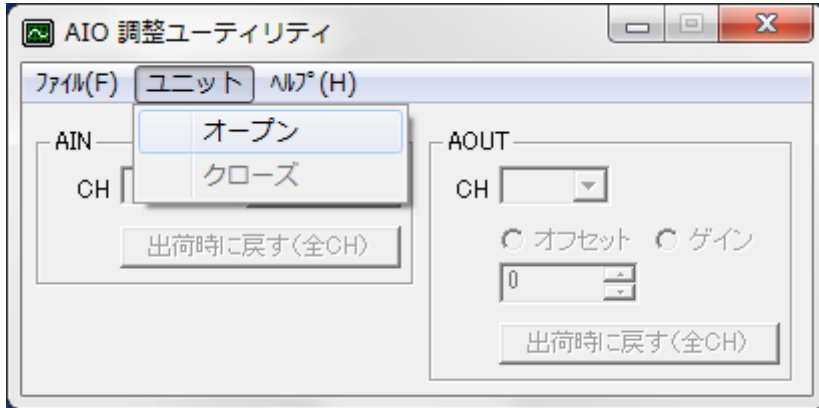 AIO 調整ユーティリティ
ﾌｧｲﾙ(F) ユニット ﾍﾙﾌﾟ(H)
オープン
クローズ
AIN
CH
出荷時に戻す(全CH)
AOUT
CH
オフセット ゲイン
0
出荷時に戻す(全CH)